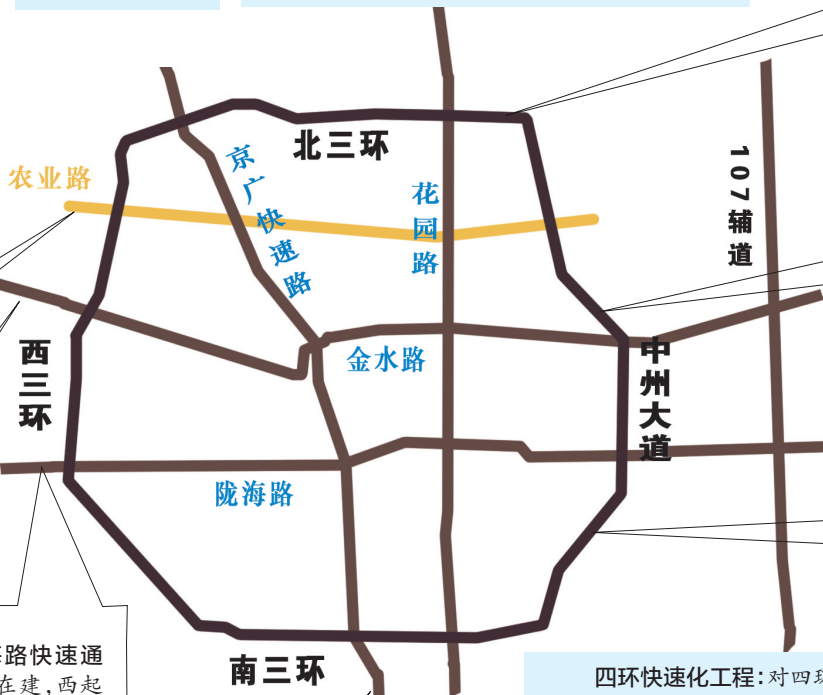 北三环
京广快速路
农业路
花园路
107辅道
西三环
金水路
中州大道
陇海路
南三环
路快速通
在建,西起
四环快速化工程:对四环